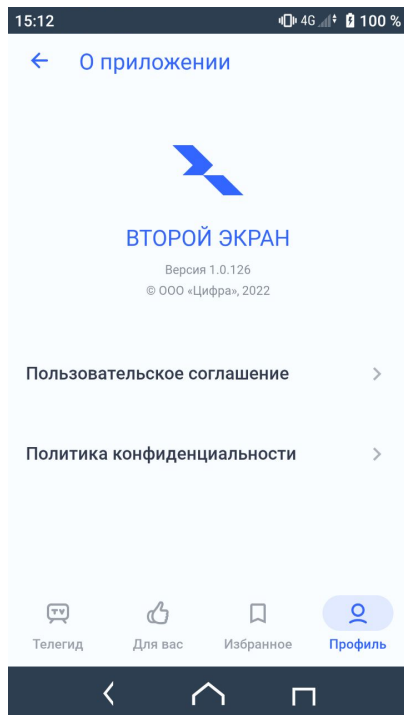 15:12 4G 100 %
О приложении
ВТОРОЙ ЭКРАН
Версия 1.0.126
© ООО «Цифра», 2022
Пользовательское соглашение
Политика конфиденциальности
TV
Телегид Для вас Избранное Профиль